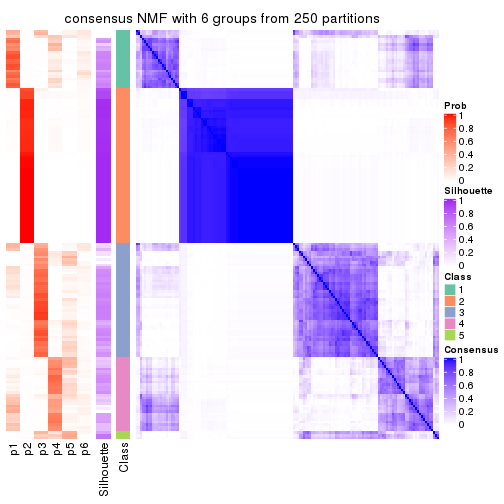 consensus NMF with 6 groups from 250 partitions
Prob
1
0.8
0.6
0.4
0.2
0
Silhouette
1
0.8
0.6
0.4
0.2
0
Class
1
2
3
4
5
Consensus
1
0.8
0.6
0.4
0.2
0
p1
p2
p3
p4
p5
p6
Silhouette
Class